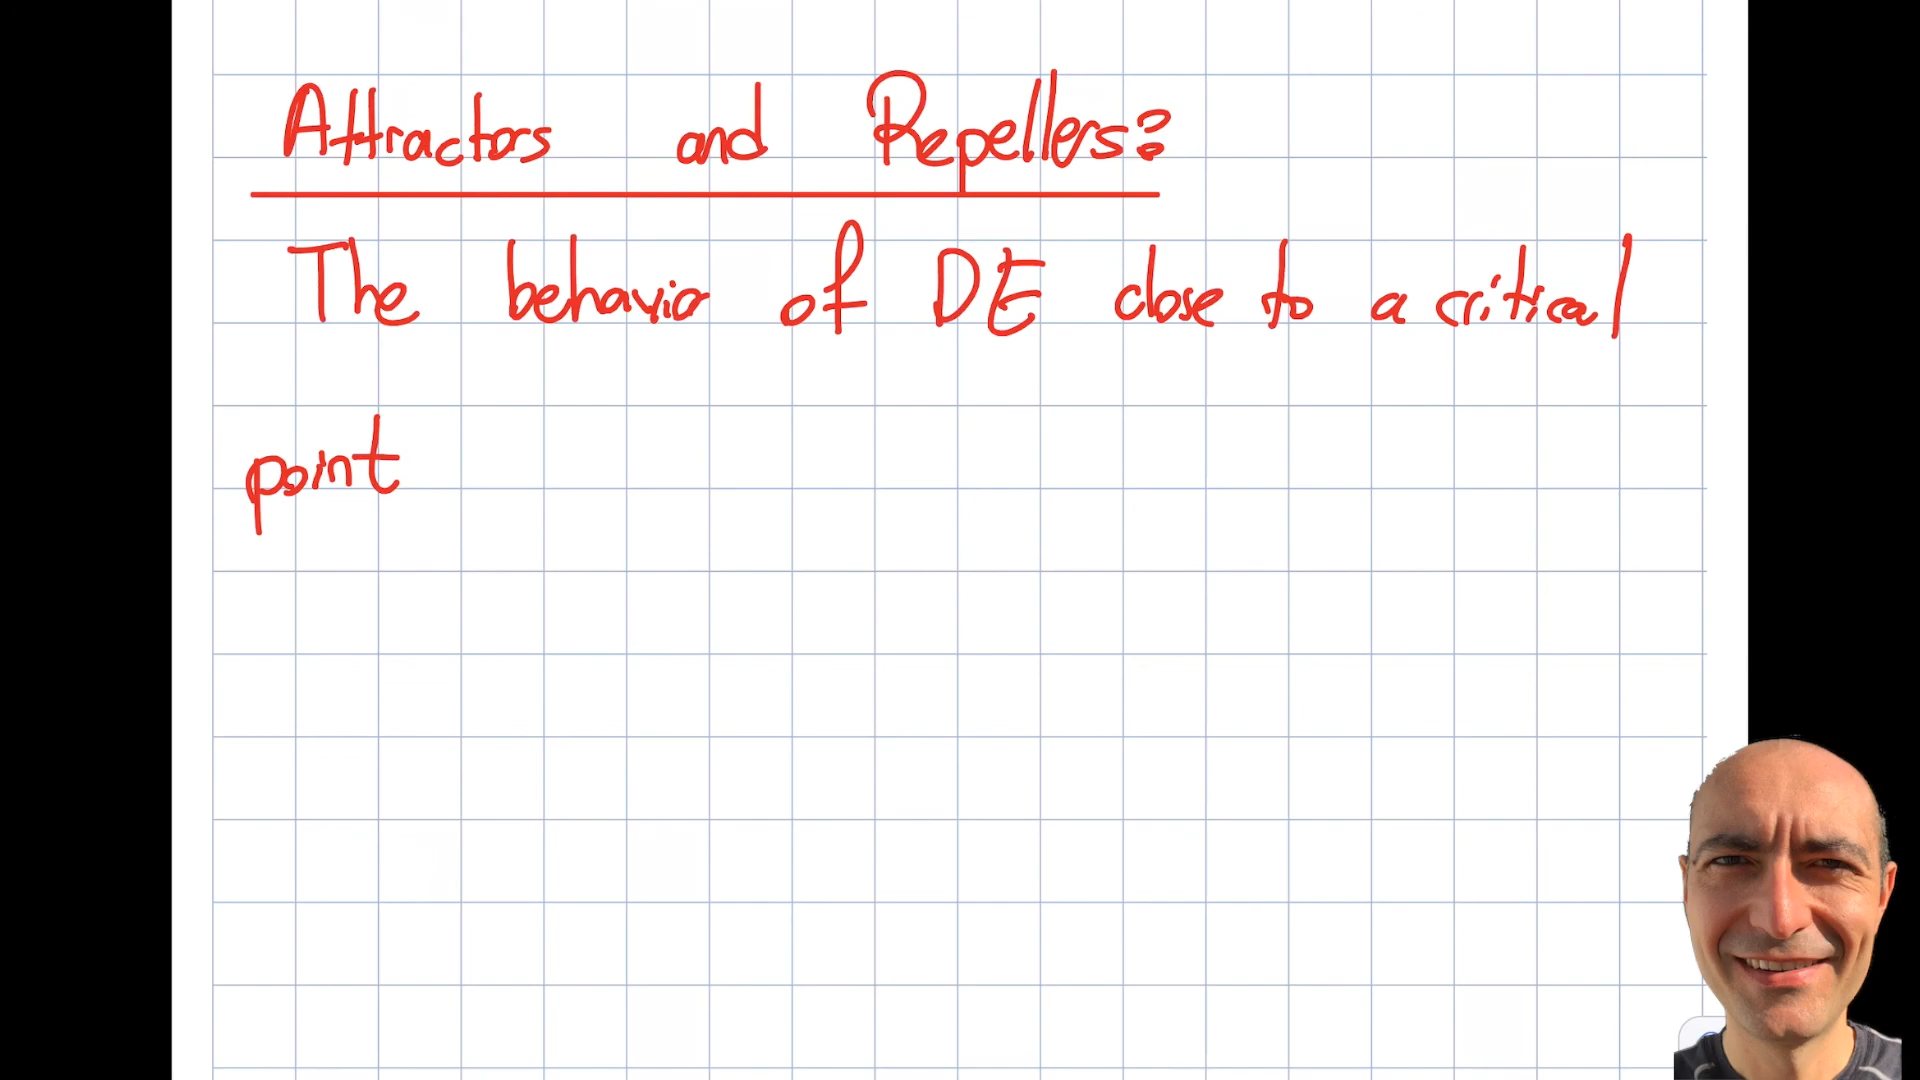 Attractors and Repellers?
The behavior of DE close to a critical
point